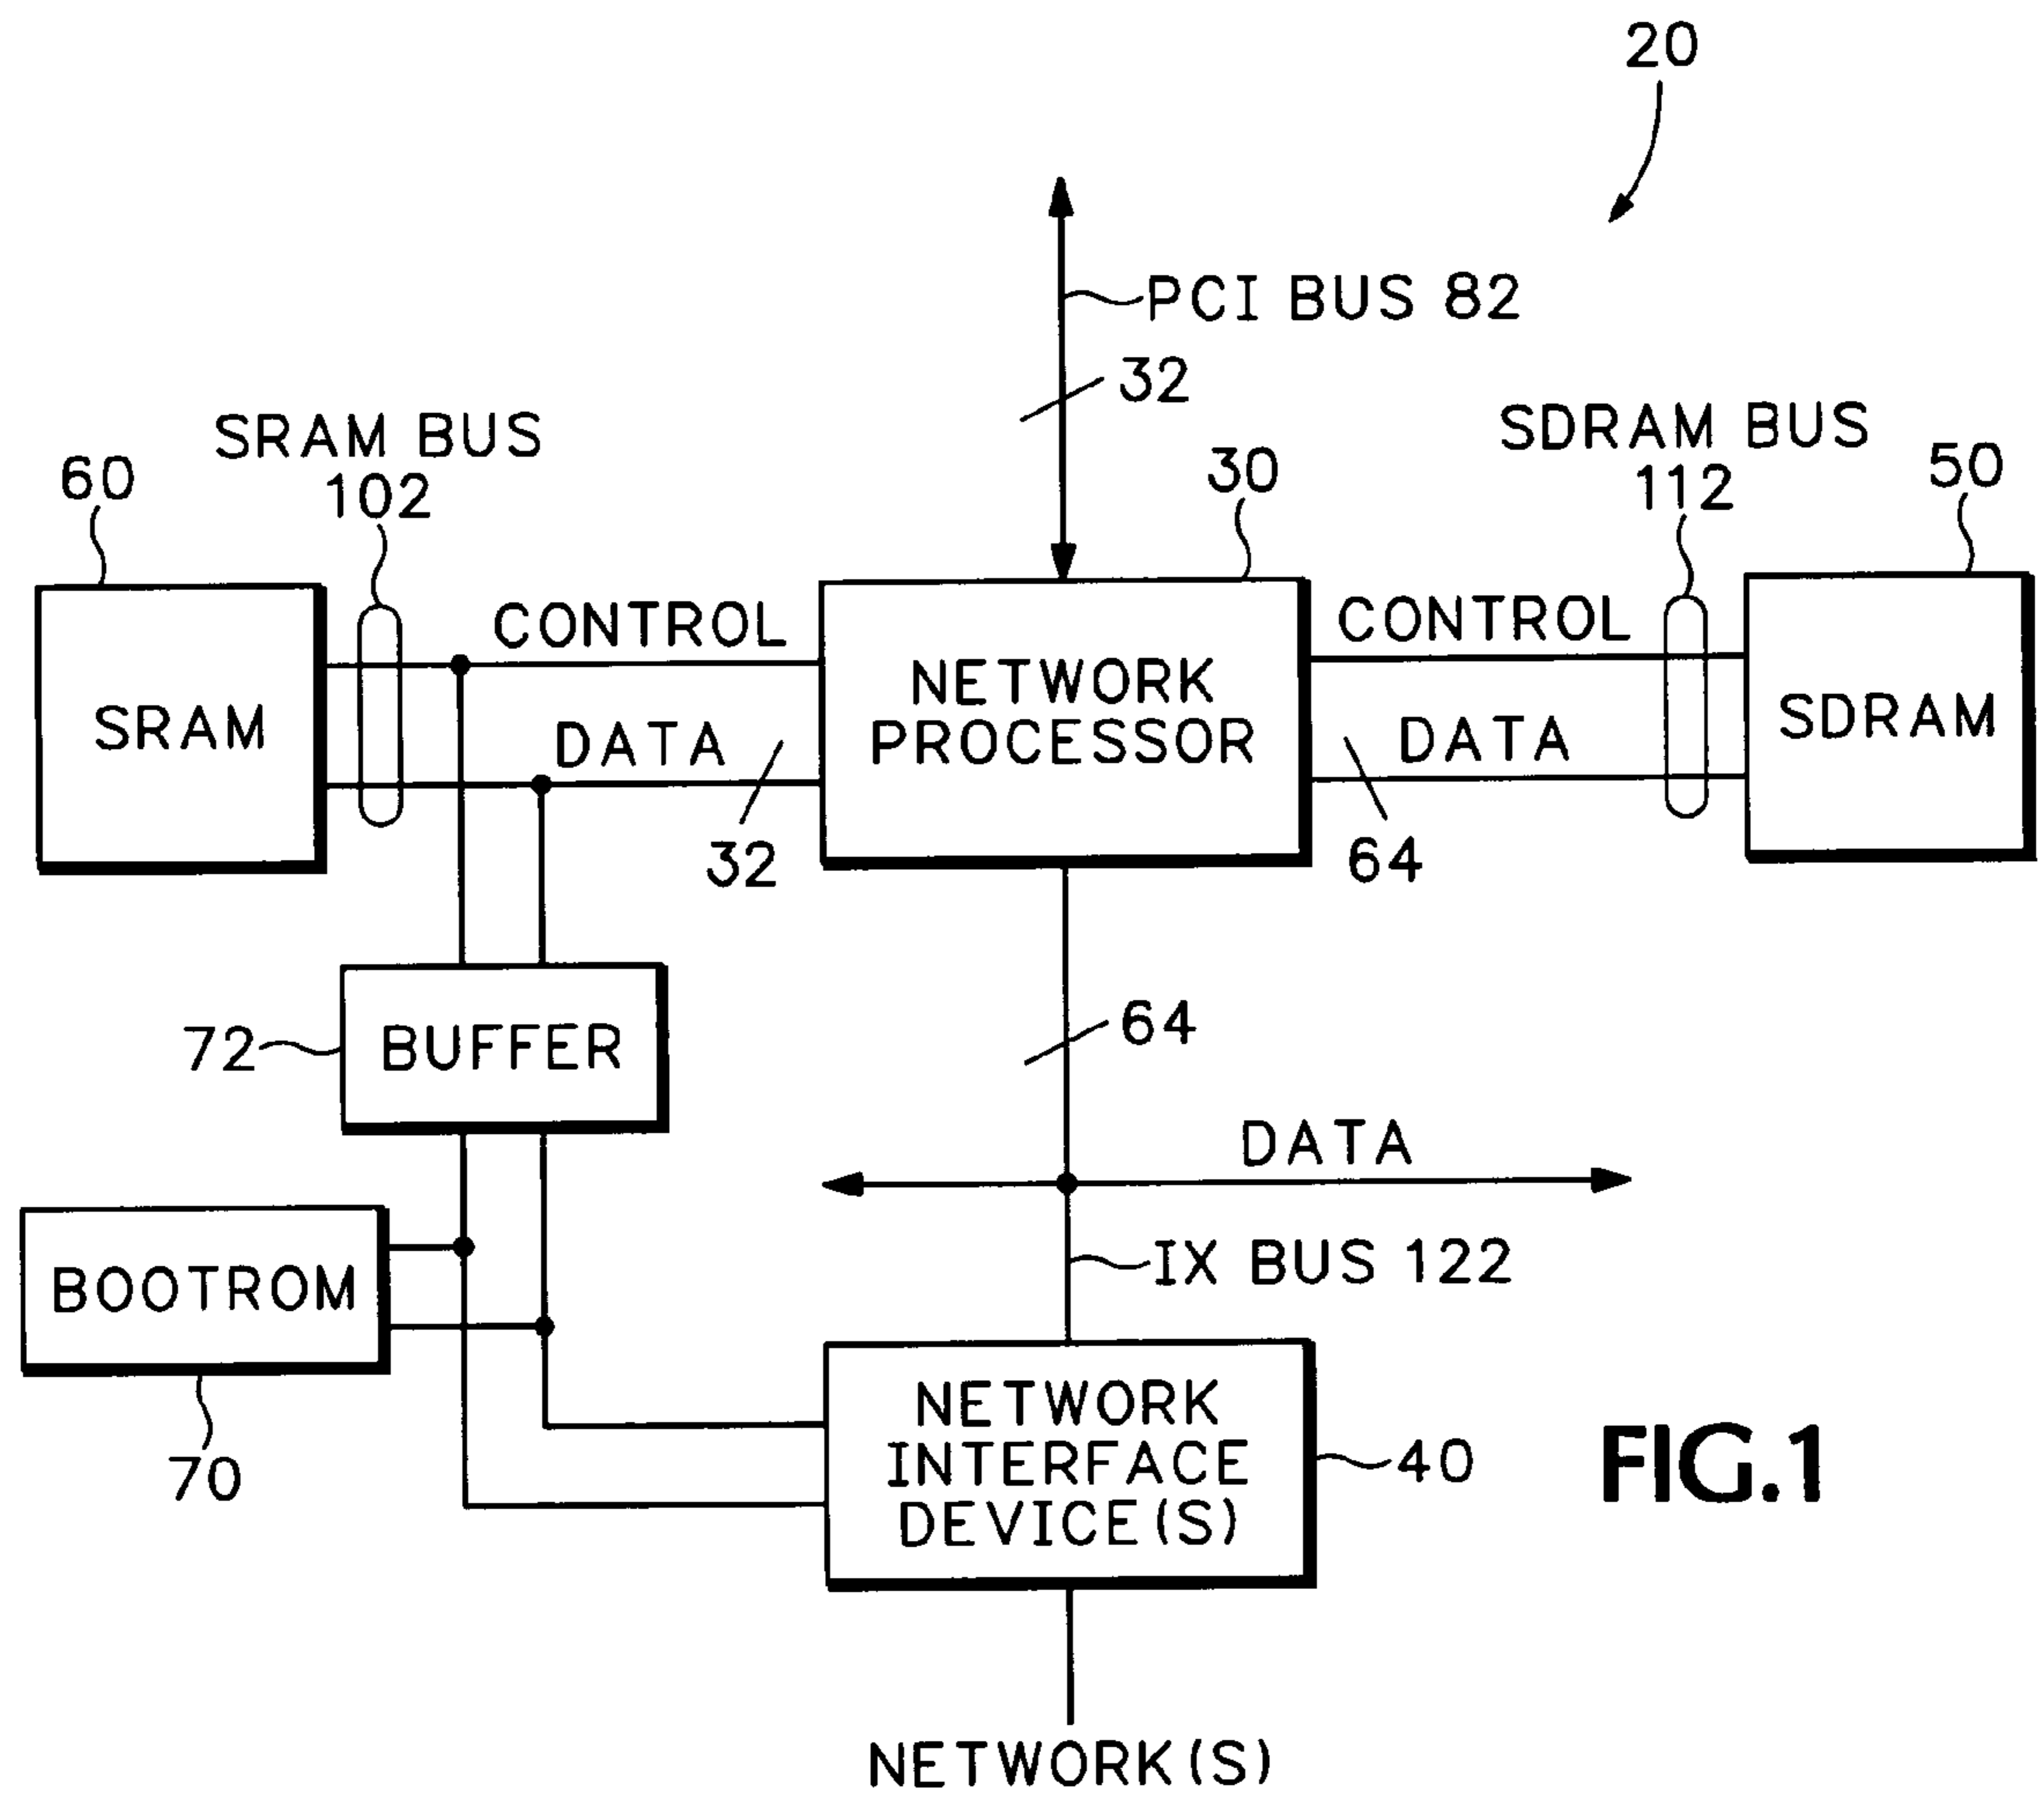 20
PCI BUS 82
32
SRAM BUS
102
SDRAM BUS
112
60
30
50
CONTROL
CONTROL
SRAM
NETWORK
PROCESSOR
SDRAM
DATA
DATA
32
64
72
BUFFER
64
DATA
IX BUS 122
BOOTROM
70
NETWORK
INTERFACE
DEVICE(S)
40
FIG.1
NETWORK(S)